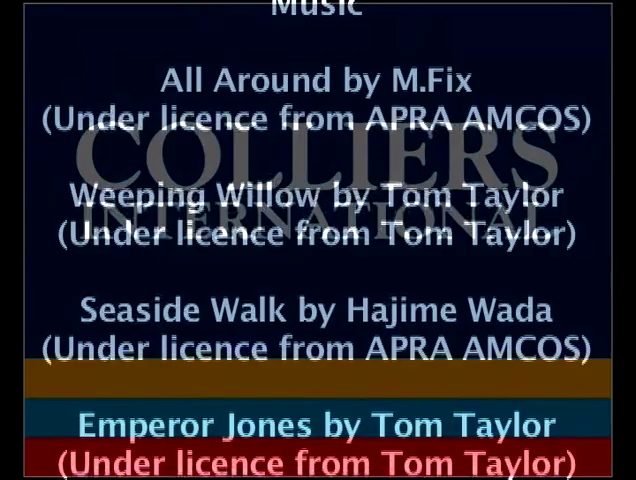 Music
All Around by M.Fix
(Under licence from APRA AMCOS)
COLLIERS
Weeping Willow by Tom Taylor
INTERNATIONAL
(Under licence from Tom Taylor)
Seaside Walk by Hajime Wada
(Under licence from APRA AMCOS)
Emperor Jones by Tom Taylor
(Under licence from Tom Taylor)